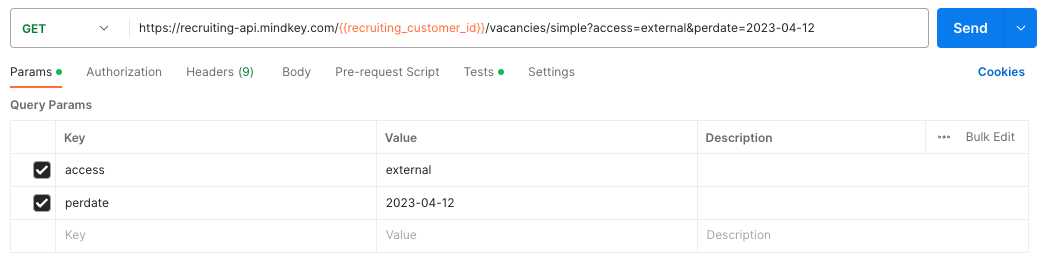 GET https://recruiting-api.mindkey.com/{{recruiting_customer_id}}/vacancies/simple?access=external&perdate=2023-04-12 Send
Params Authorization Headers (9) Body Pre-request Script Tests Settings Cookies
Query Params
Key Value Description ••• Bulk Edit
access external
perdate 2023-04-12
Key Value Description